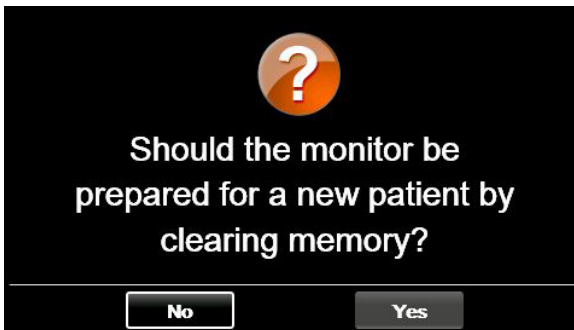 ?
Should the monitor be
prepared for a new patient by
clearing memory?
No
Yes